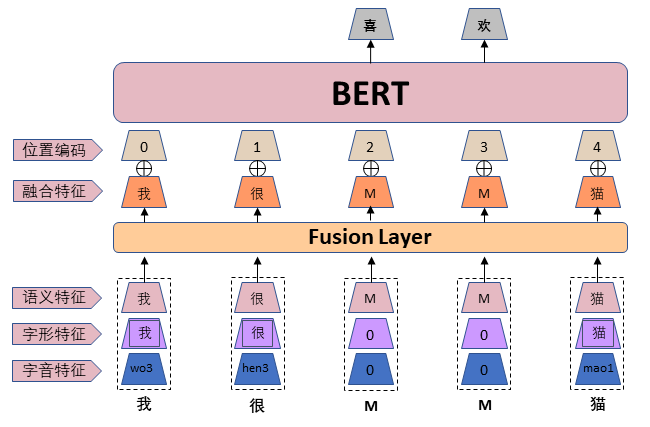 喜 欢
BERT
位置编码 0 1 2 3 4
融合特征 我 很 M M 猫
Fusion Layer
语义特征 我 很 M M 猫
字形特征 我 很 0 0 猫
字音特征 wo3 hen3 0 0 mao1
我 很 M M 猫